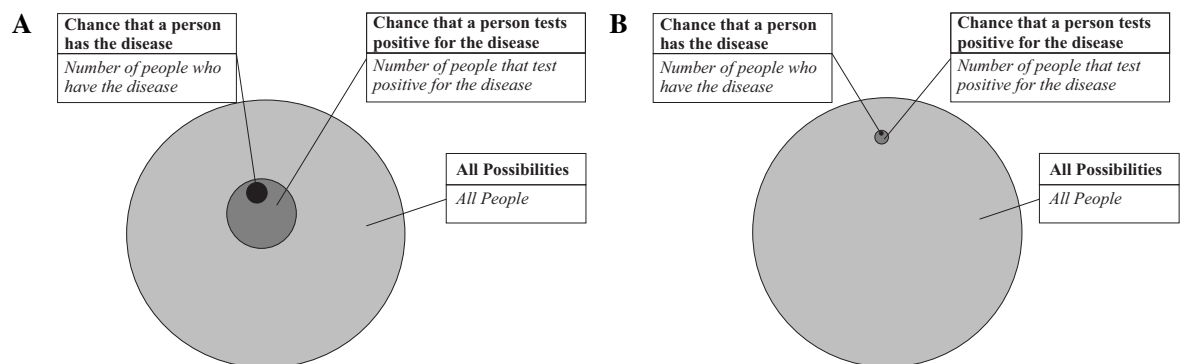 A
Chance that a person
has the disease
Number of people who
have the disease
Chance that a person tests
positive for the disease
Number of people that test
positive for the disease
All Possibilities
All People
B
Chance that a person
has the disease
Number of people who
have the disease
Chance that a person tests
positive for the disease
Number of people that test
positive for the disease
All Possibilities
All People